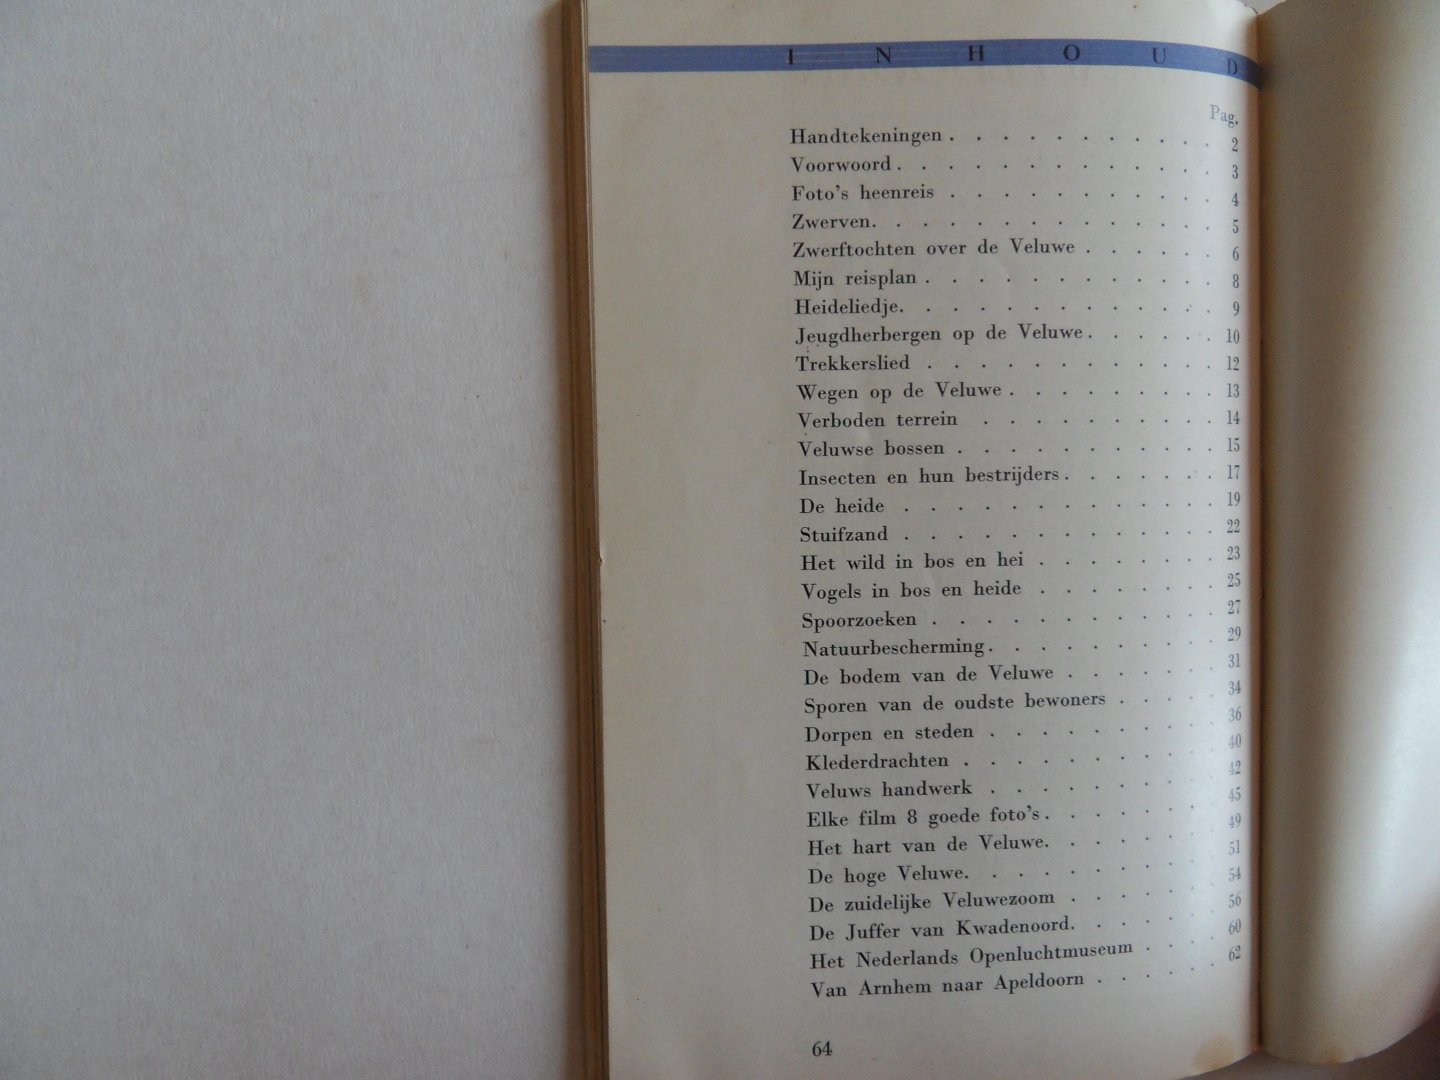 INHOUD
Pag.
Handtekeningen . . . . . . . . . . 2
Voorwoord . . . . . . . . . . . . 3
Foto's heenreis . . . . . . . . . . 4
Zwerven . . . . . . . . . . . . . 5
Zwerftochten over de Veluwe . . . . . . 6
Mijn reisplan . . . . . . . . . . . 8
Heideliedje . . . . . . . . . . . . 9
Jeugdherbergen op de Veluwe . . . . . . 10
Trekkerslied . . . . . . . . . . . 12
Wegen op de Veluwe . . . . . . . . . 13
Verboden terrein . . . . . . . . . 14
Veluwse bossen . . . . . . . . . . 15
Insecten en hun bestrijders . . . . . . 17
De heide . . . . . . . . . . . . 19
Stuifzand . . . . . . . . . . . . 22
Het wild in bos en hei . . . . . . . 23
Vogels in bos en heide . . . . . . . 25
Spoorzoeken . . . . . . . . . . . 27
Natuurbescherming . . . . . . . . . 29
De bodem van de Veluwe . . . . . . 31
Sporen van de oudste bewoners . . . . 34
Dorpen en steden . . . . . . . . . 36
Klederdrachten . . . . . . . . . . 40
Veluws handwerk . . . . . . . . . 42
Elke film 8 goede foto's . . . . . . . 45
Het hart van de Veluwe . . . . . . . 49
De hoge Veluwe . . . . . . . . . . 51
De zuidelijke Veluwezoom . . . . . . 54
De Juffer van Kwadenoord . . . . . . 56
Het Nederlands Openluchtmuseum . . . . 60
Van Arnhem naar Apeldoorn . . . . . 62
64